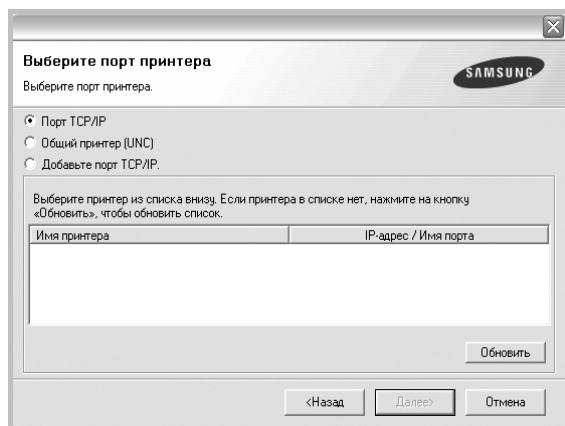 Выберите порт принтера
Выберите порт принтера.
SAMSUNG
Порт TCP/IP
Общий принтер (UNC)
Добавьте порт TCP/IP.
Выберите принтер из списка внизу. Если принтера в списке нет, нажмите на кнопку
«Обновить», чтобы обновить список.
Имя принтера IP-адрес / Имя порта
Обновить
<Назад Далее> Отмена